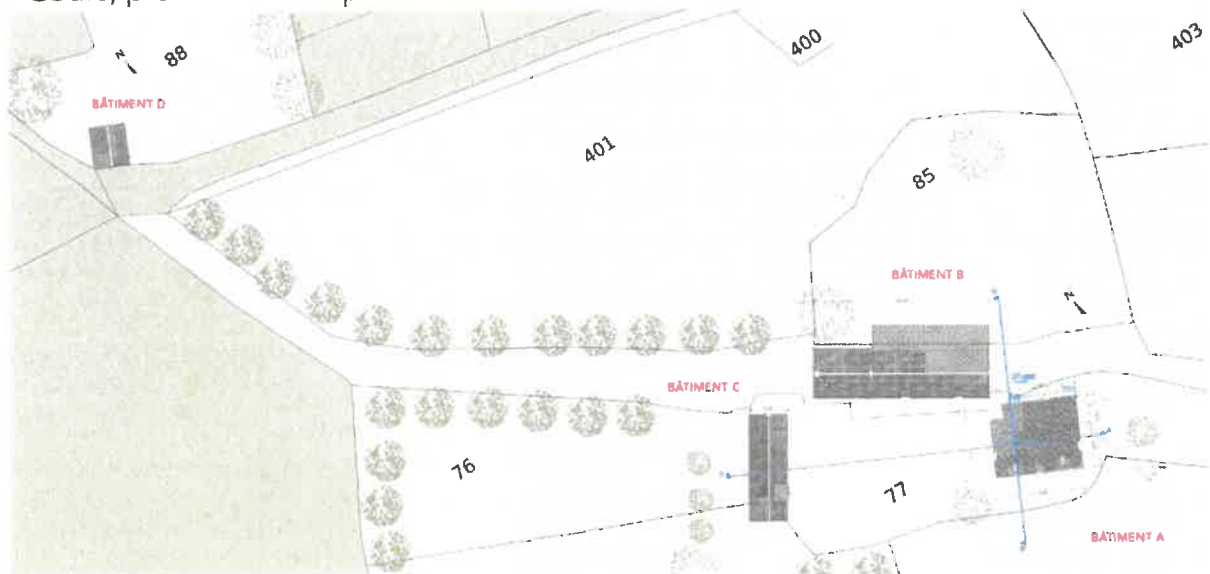 400
403
N
88
BÂTIMENT D
401
85
BÂTIMENT B
N
BÂTIMENT C
76
77
BÂTIMENT A